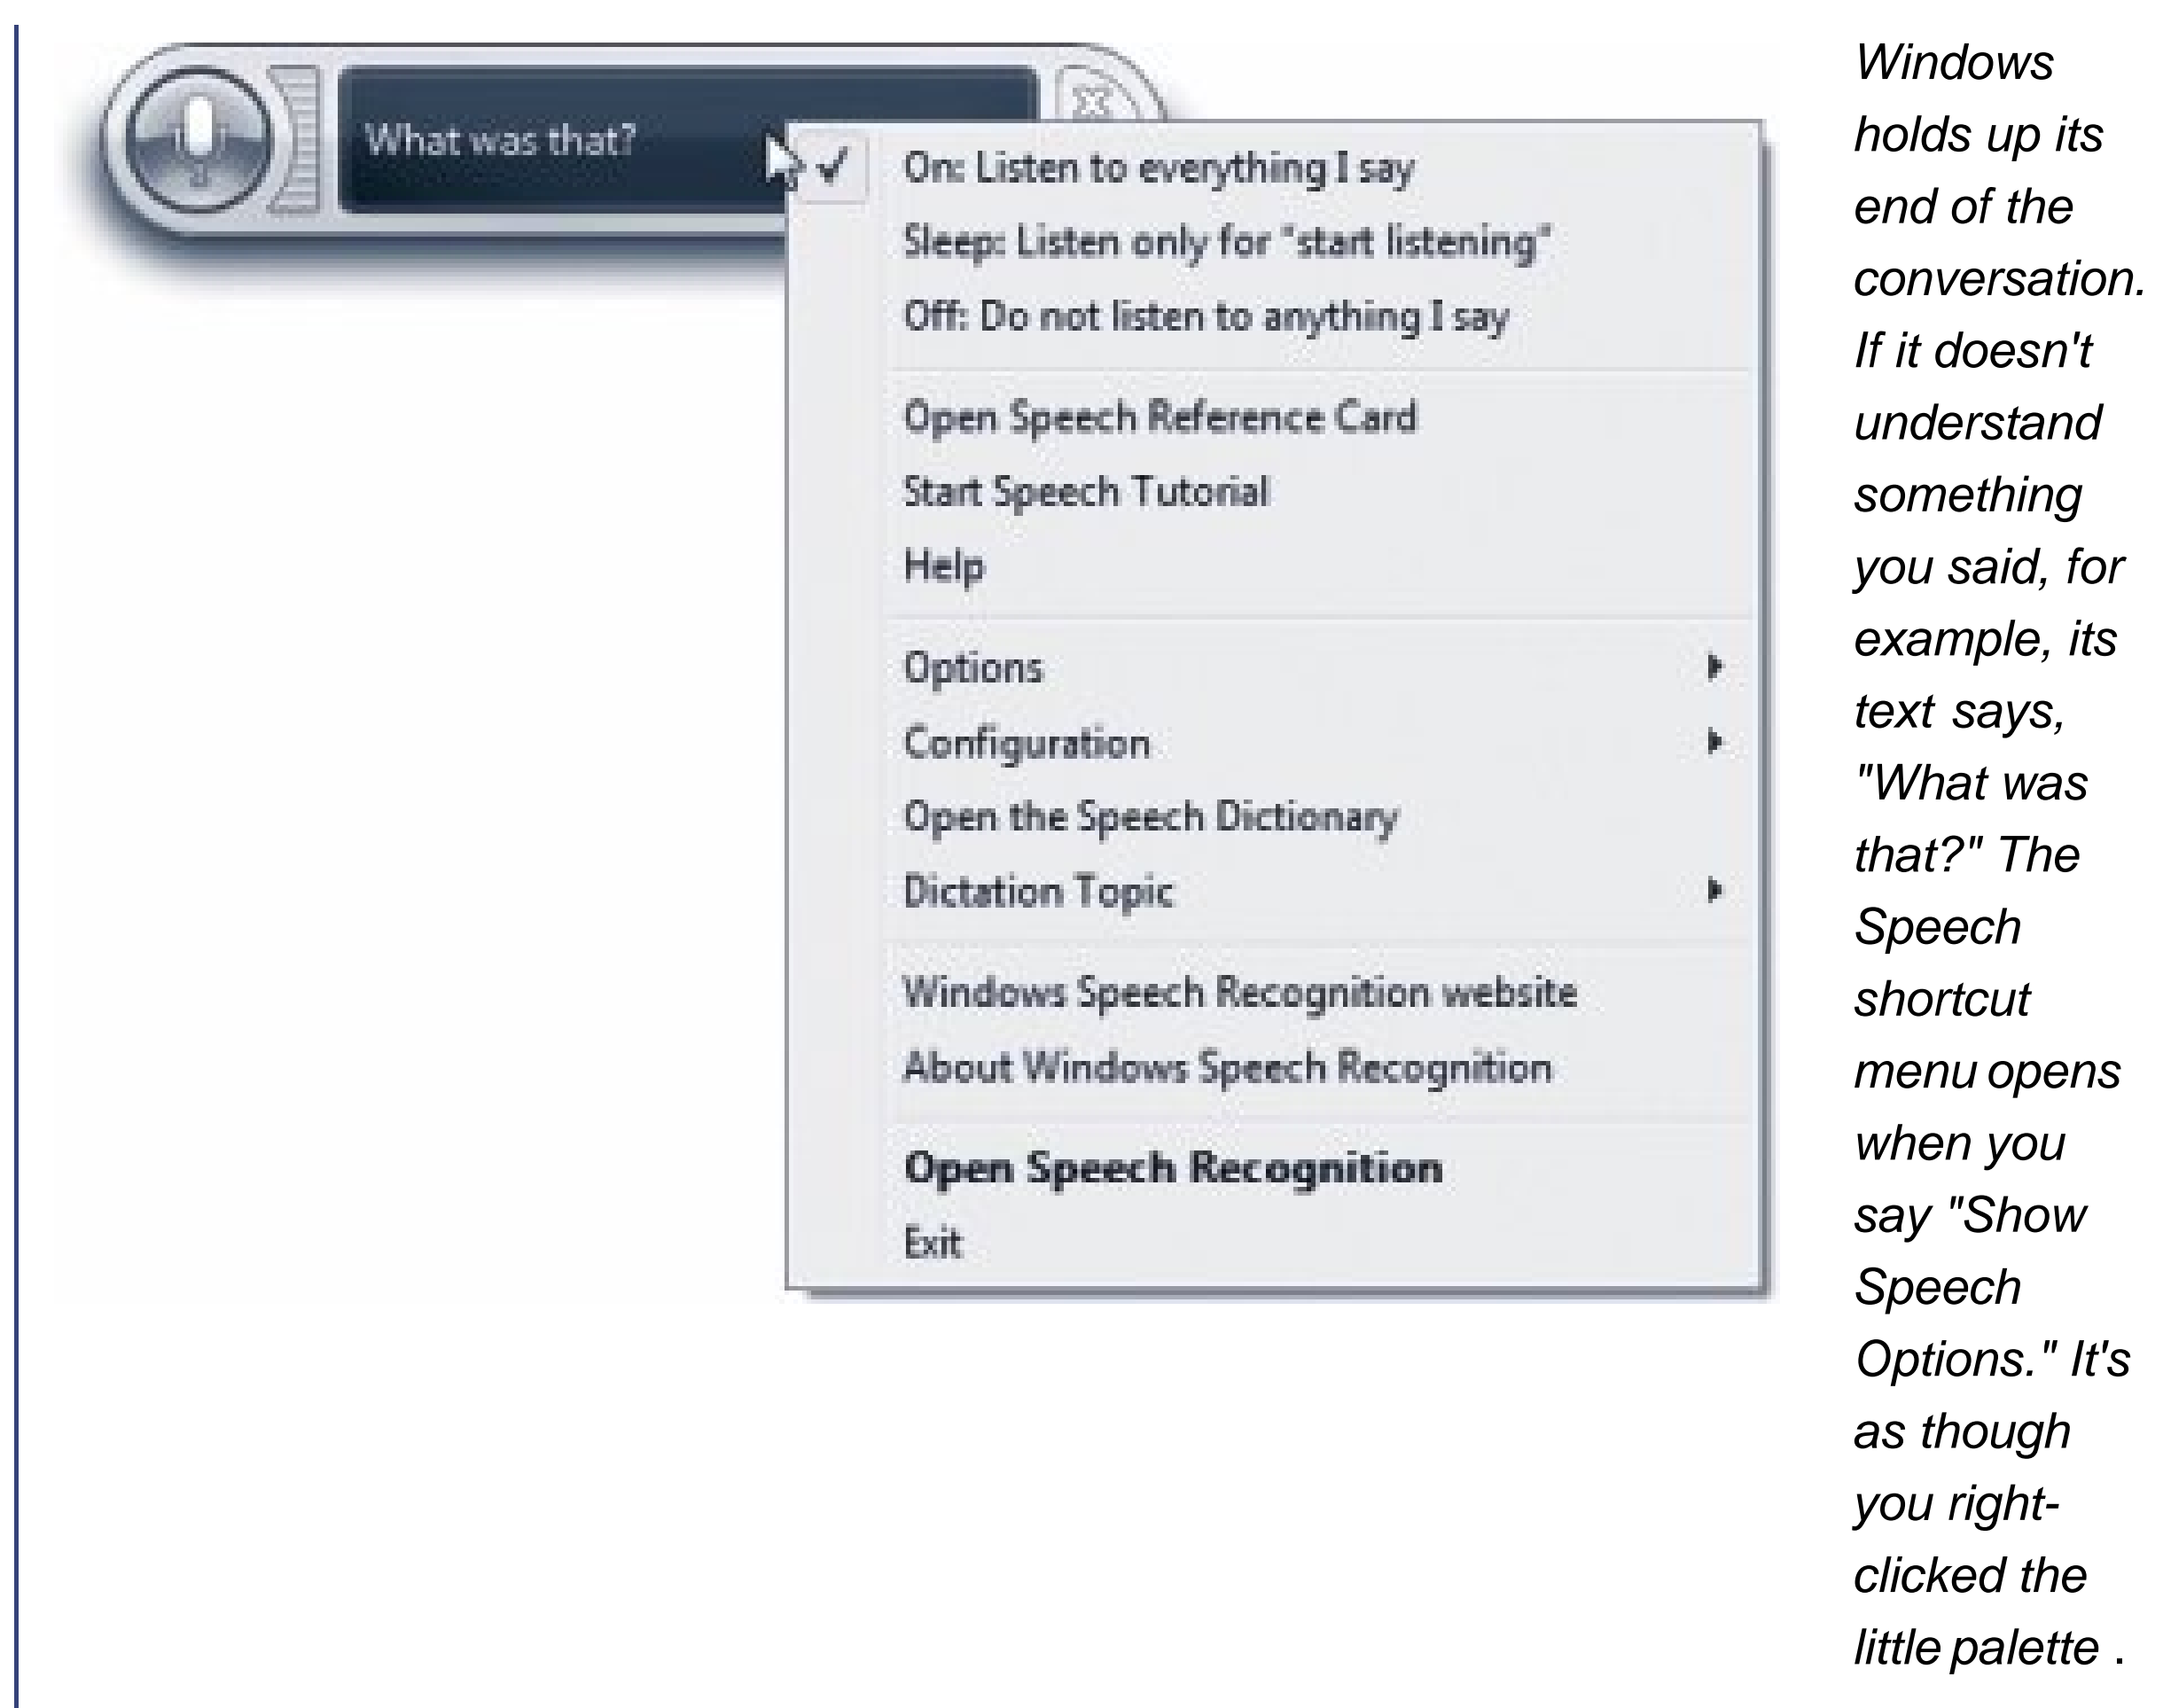 What was that?
On: Listen to everything I say
Sleep: Listen only for "start listening"
Off: Do not listen to anything I say
Open Speech Reference Card
Start Speech Tutorial
Help
Options
Configuration
Open the Speech Dictionary
Dictation Topic
Windows Speech Recognition website
About Windows Speech Recognition
Open Speech Recognition
Exit
Windows
holds up its
end of the
conversation.
If it doesn't
understand
something
you said, for
example, its
text says,
"What was
that?" The
Speech
shortcut
menu opens
when you
say "Show
Speech
Options." It's
as though
you right-
clicked the
little palette .